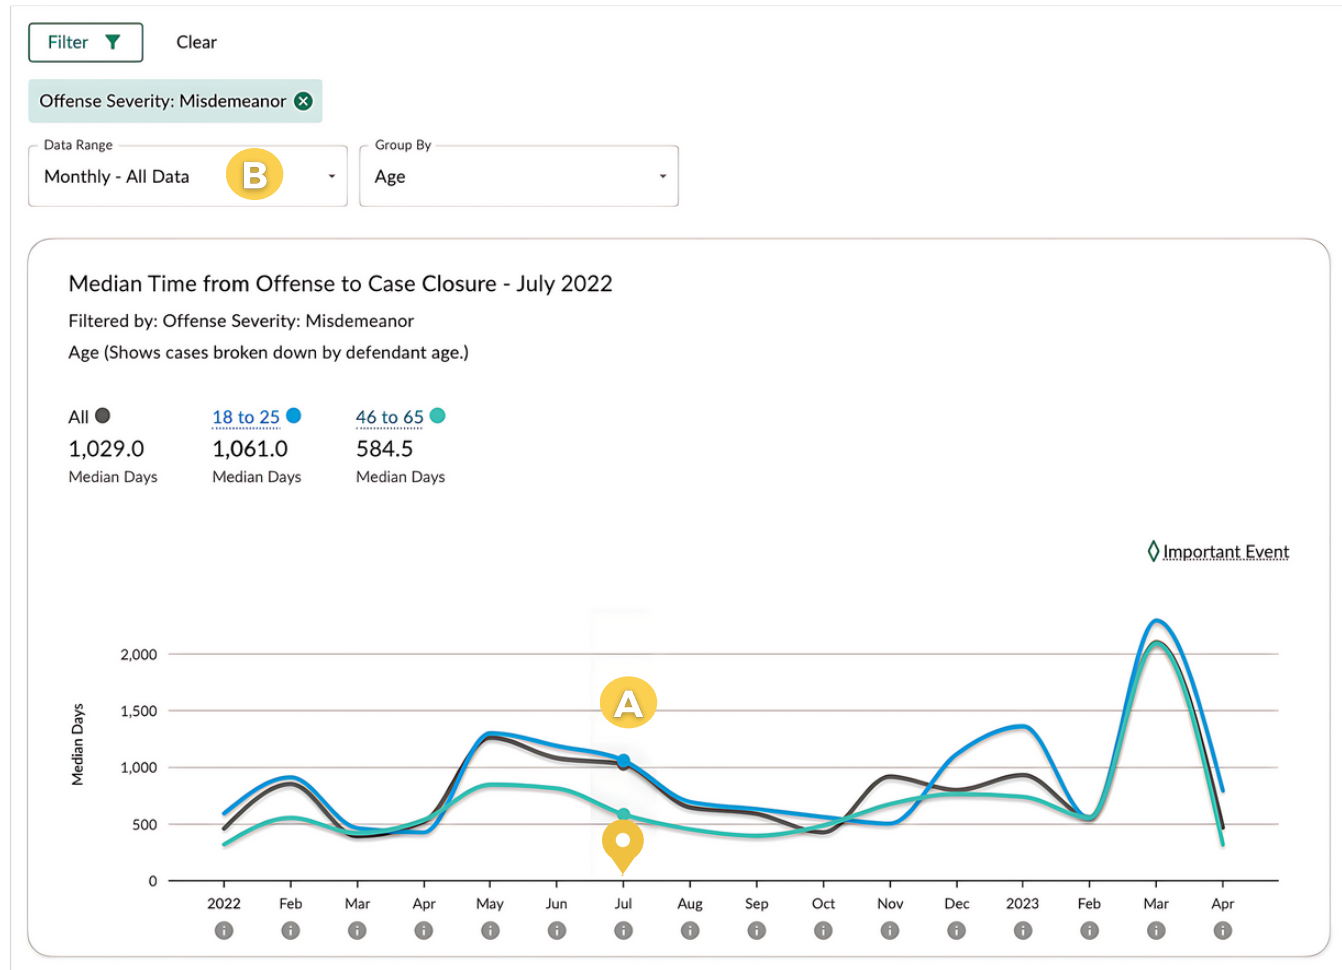 Filter Clear
Offense Severity: Misdemeanor
Data Range Group By
Monthly - All Data B Age
Median Time from Offense to Case Closure - July 2022
Filtered by: Offense Severity: Misdemeanor
Age (Shows cases broken down by defendant age.)
All 18 to 25 46 to 65
1,029.0 1,061.0 584.5
Median Days Median Days Median Days
Important Event
2,000
A
1,500
1,000
500
0
Median Days
2022 Feb Mar Apr May Jun Jul Aug Sep Oct Nov Dec 2023 Feb Mar Apr
i i i i i i i i i i i i i i i i